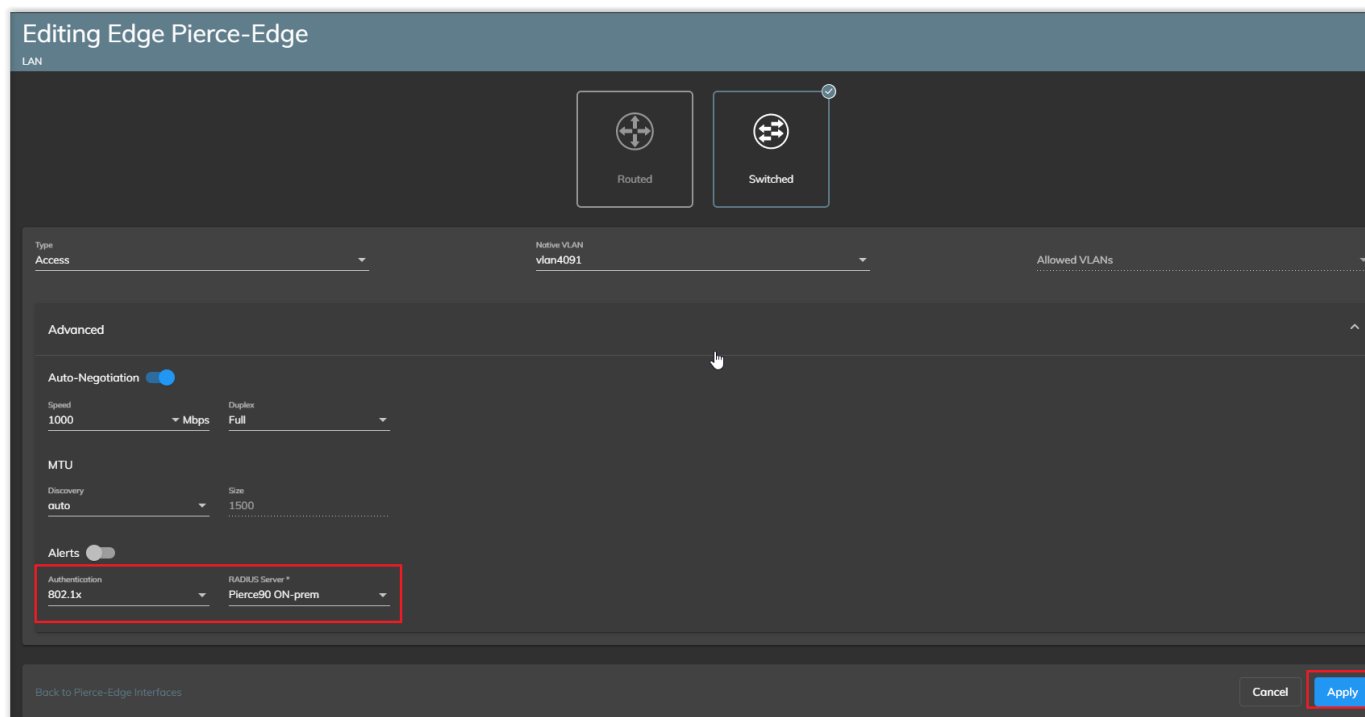 Editing Edge Pierce-Edge
LAN
Routed
Switched
Type
Access
Native VLAN
vlan4091
Allowed VLANs
Advanced
Auto-Negotiation
Speed
1000 Mbps
Duplex
Full
MTU
Discovery
auto
Size
1500
Alerts
Authentication
802.1x
RADIUS Server *
Pierce90 ON-prem
Back to Pierce-Edge Interfaces
Cancel
Apply